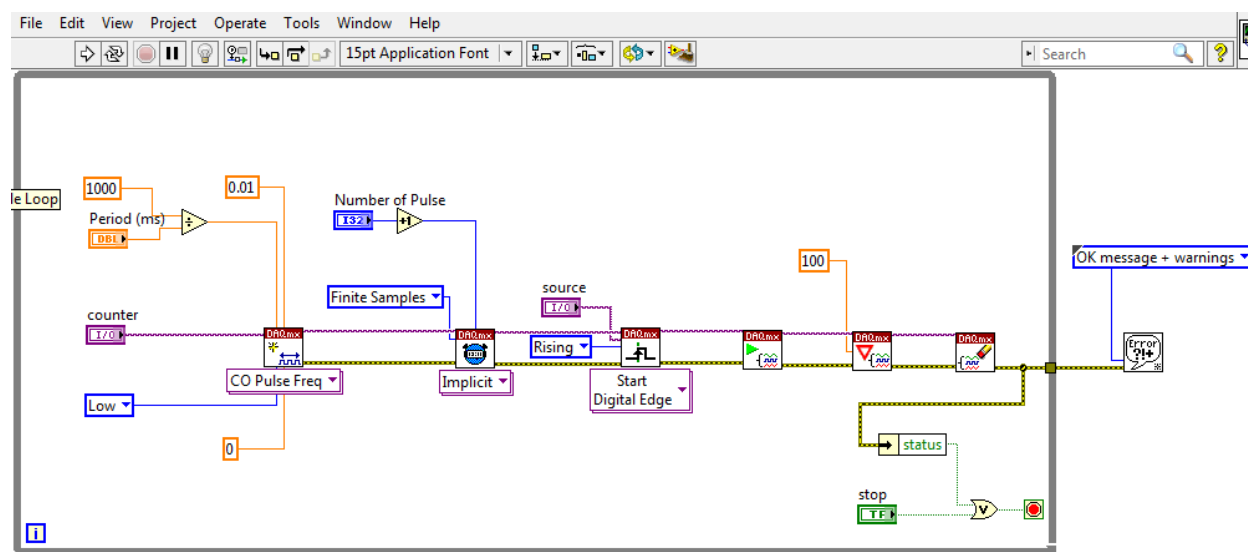 File Edit View Project Operate Tools Window Help
15pt Application Font
Search
1000
0.01
le Loop
Period (ms)
DBL
Number of Pulse
I32
+1
100
OK message + warnings
Finite Samples
source
I/O
counter
I/O
DAQmx
DAQmx
DAQmx
DAQmx
DAQmx
DAQmx
Rising
Error
?!+
CO Pulse Freq
Implicit
Start
Digital Edge
Low
0
status
stop
TF
V
i